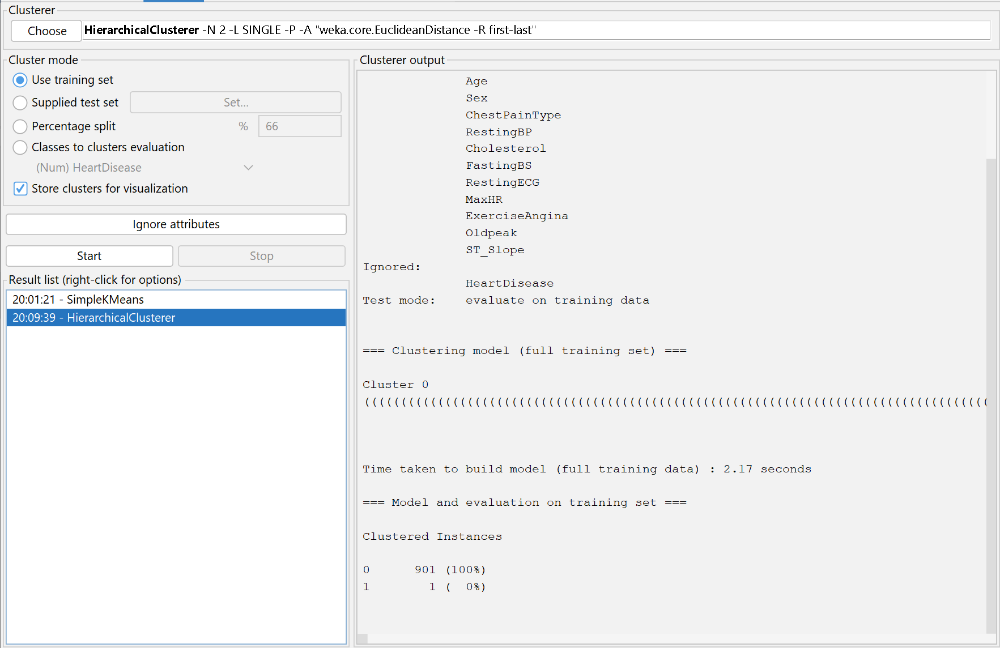 Clusterer
Choose HierarchicalClusterer -N 2 -L SINGLE -P -A "weka.core.EuclideanDistance -R first-last"
Cluster mode
Use training set
Supplied test set Set...
Percentage split % 66
Classes to clusters evaluation
(Num) HeartDisease
Store clusters for visualization
Ignore attributes
Start Stop
Result list (right-click for options)
20:01:21 - SimpleKMeans
20:09:39 - HierarchicalClusterer
Clusterer output
Age
Sex
ChestPainType
RestingBP
Cholesterol
FastingBS
RestingECG
MaxHR
ExerciseAngina
Oldpeak
ST_Slope
Ignored:
HeartDisease
Test mode: evaluate on training data
=== Clustering model (full training set) ===
Cluster 0
(((((((((((((((((((((((((((((((((((((((((((((((((((((((((((((((((((((((((((((((((((((
Time taken to build model (full training data) : 2.17 seconds
=== Model and evaluation on training set ===
Clustered Instances
0 901 (100%)
1 1 ( 0%)